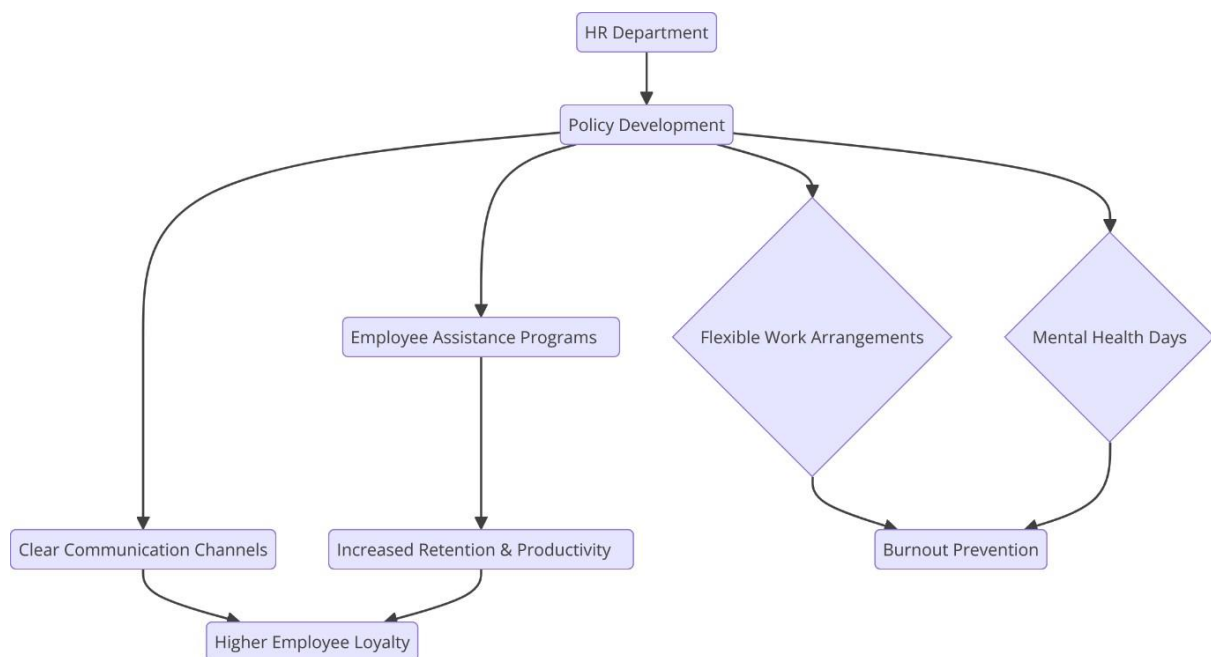 HR Department
Policy Development
Employee Assistance Programs
Flexible Work Arrangements
Mental Health Days
Clear Communication Channels
Increased Retention & Productivity
Burnout Prevention
Higher Employee Loyalty